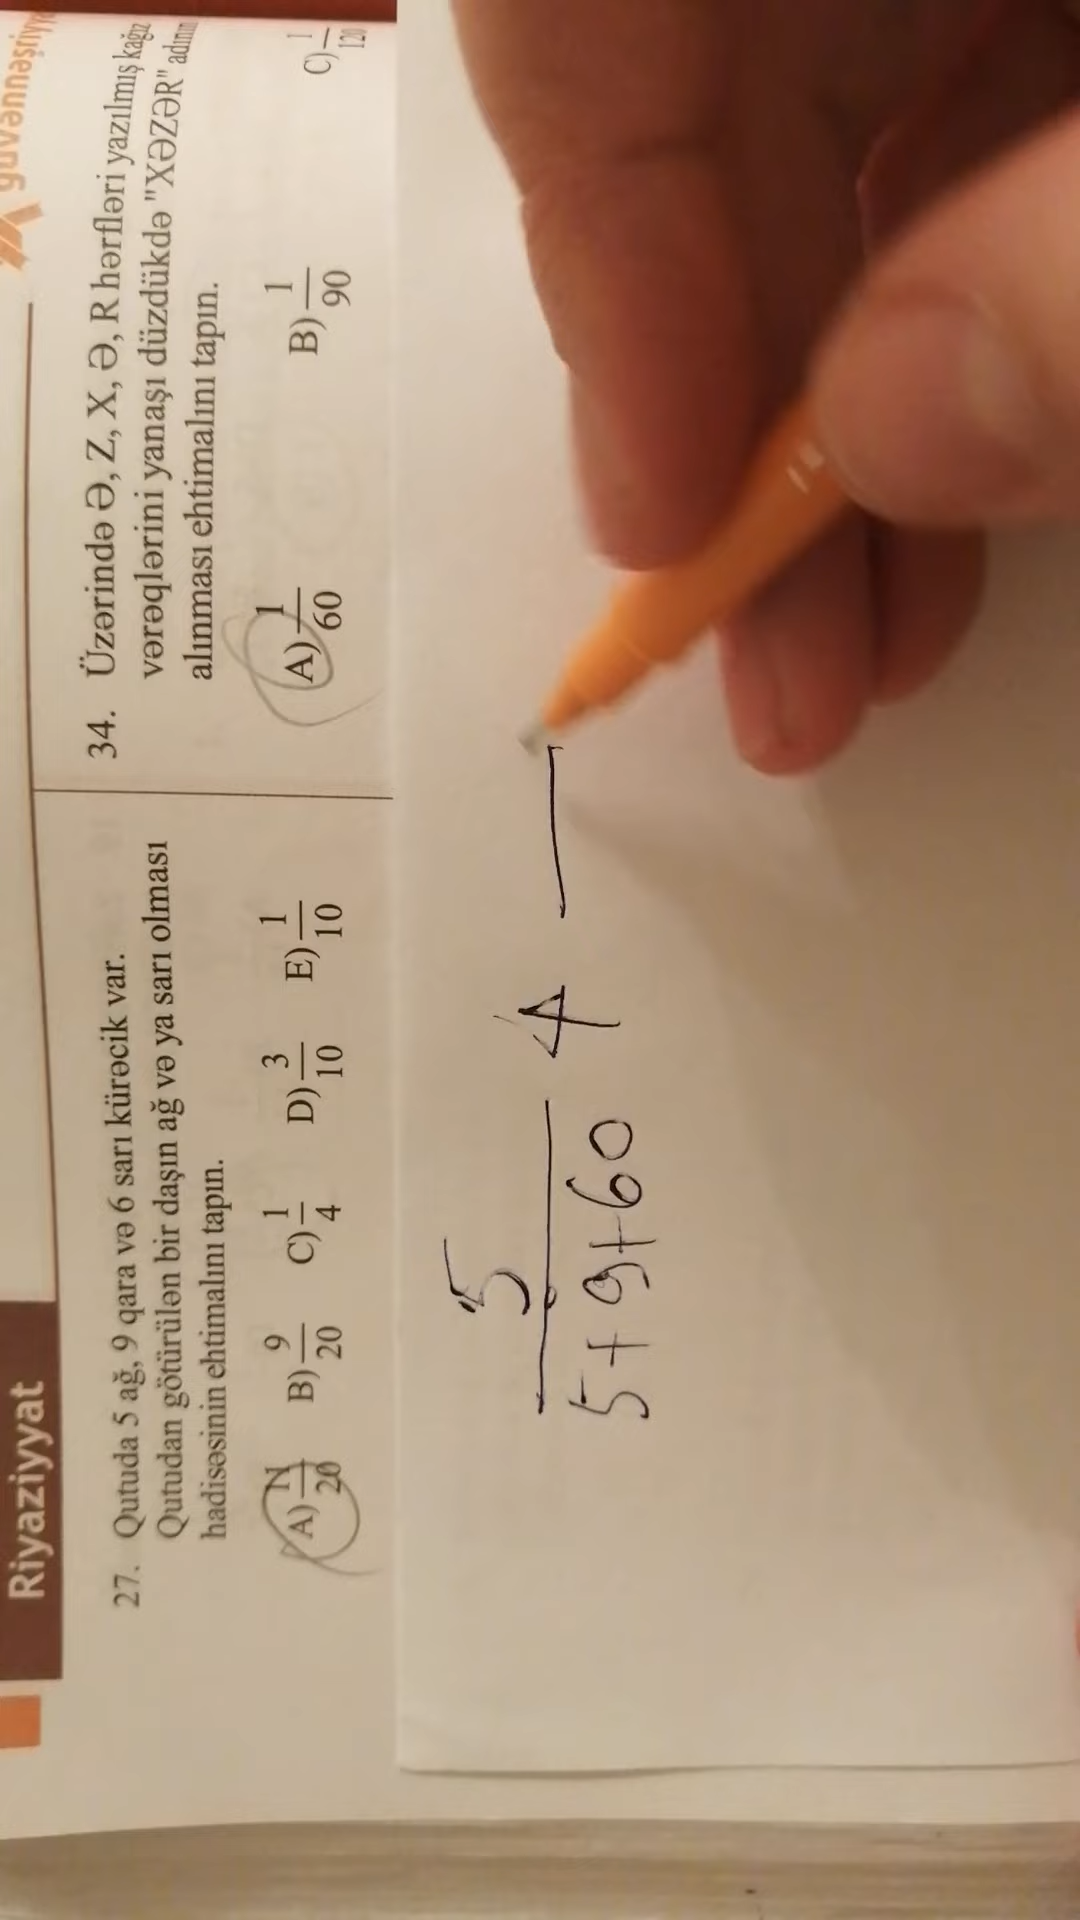 Riyaziyyat
27. Qutuda 5 ağ, 9 qara və 6 sarı kürəcik var.
Qutudan götürülən bir daşın ağ və ya sarı olması
hadisəsinin ehtimalını tapın.
A) 20 B) 9/20 C) 1/4 D) 3/10 E) 1/10
34. Üzərində Ə, Z, X, Ə, R hərfləri yazılmış kağız
vərəqlərini yanaşı düzdükdə "XƏZƏR" adının
alınması ehtimalını tapın.
A) 1/60 B) 1/90 C) 1/120
5
5+9+60
4